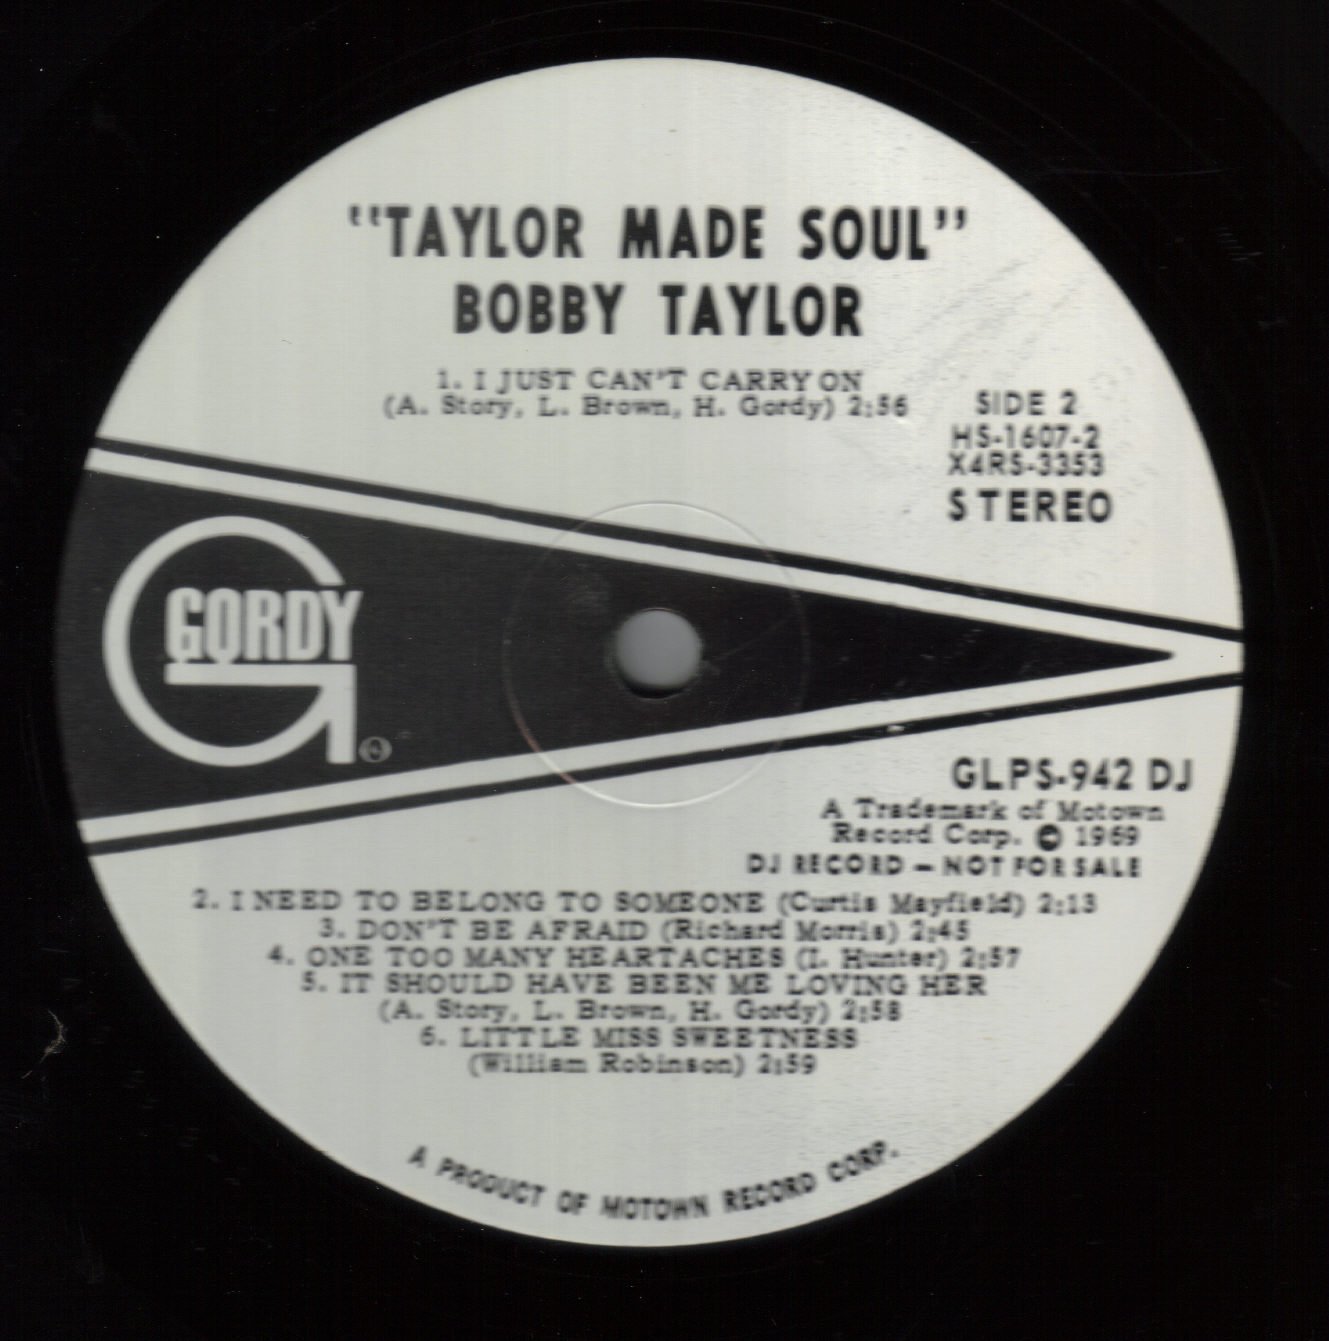 "TAYLOR MADE SOUL"
BOBBY TAYLOR
1. I JUST CAN'T CARRY ON
(A. Story, L. Brown, H. Gordy) 2:56
SIDE 2
HS-1607-2
X4RS-3353
STEREO
GORDY
GLPS-942 DJ
A Trademark of Motown
Record Corp. © 1969
DJ RECORD — NOT FOR SALE
2. I NEED TO BELONG TO SOMEONE (Curtis Mayfield) 2:13
3. DON'T BE AFRAID (Richard Morris) 2:45
4. ONE TOO MANY HEARTACHES (I. Hunter) 2:57
5. IT SHOULD HAVE BEEN ME LOVING HER
(A. Story, L. Brown, H. Gordy) 2:58
6. LITTLE MISS SWEETNESS
(William Robinson) 2:59
A PRODUCT OF MOTOWN RECORD CORP.